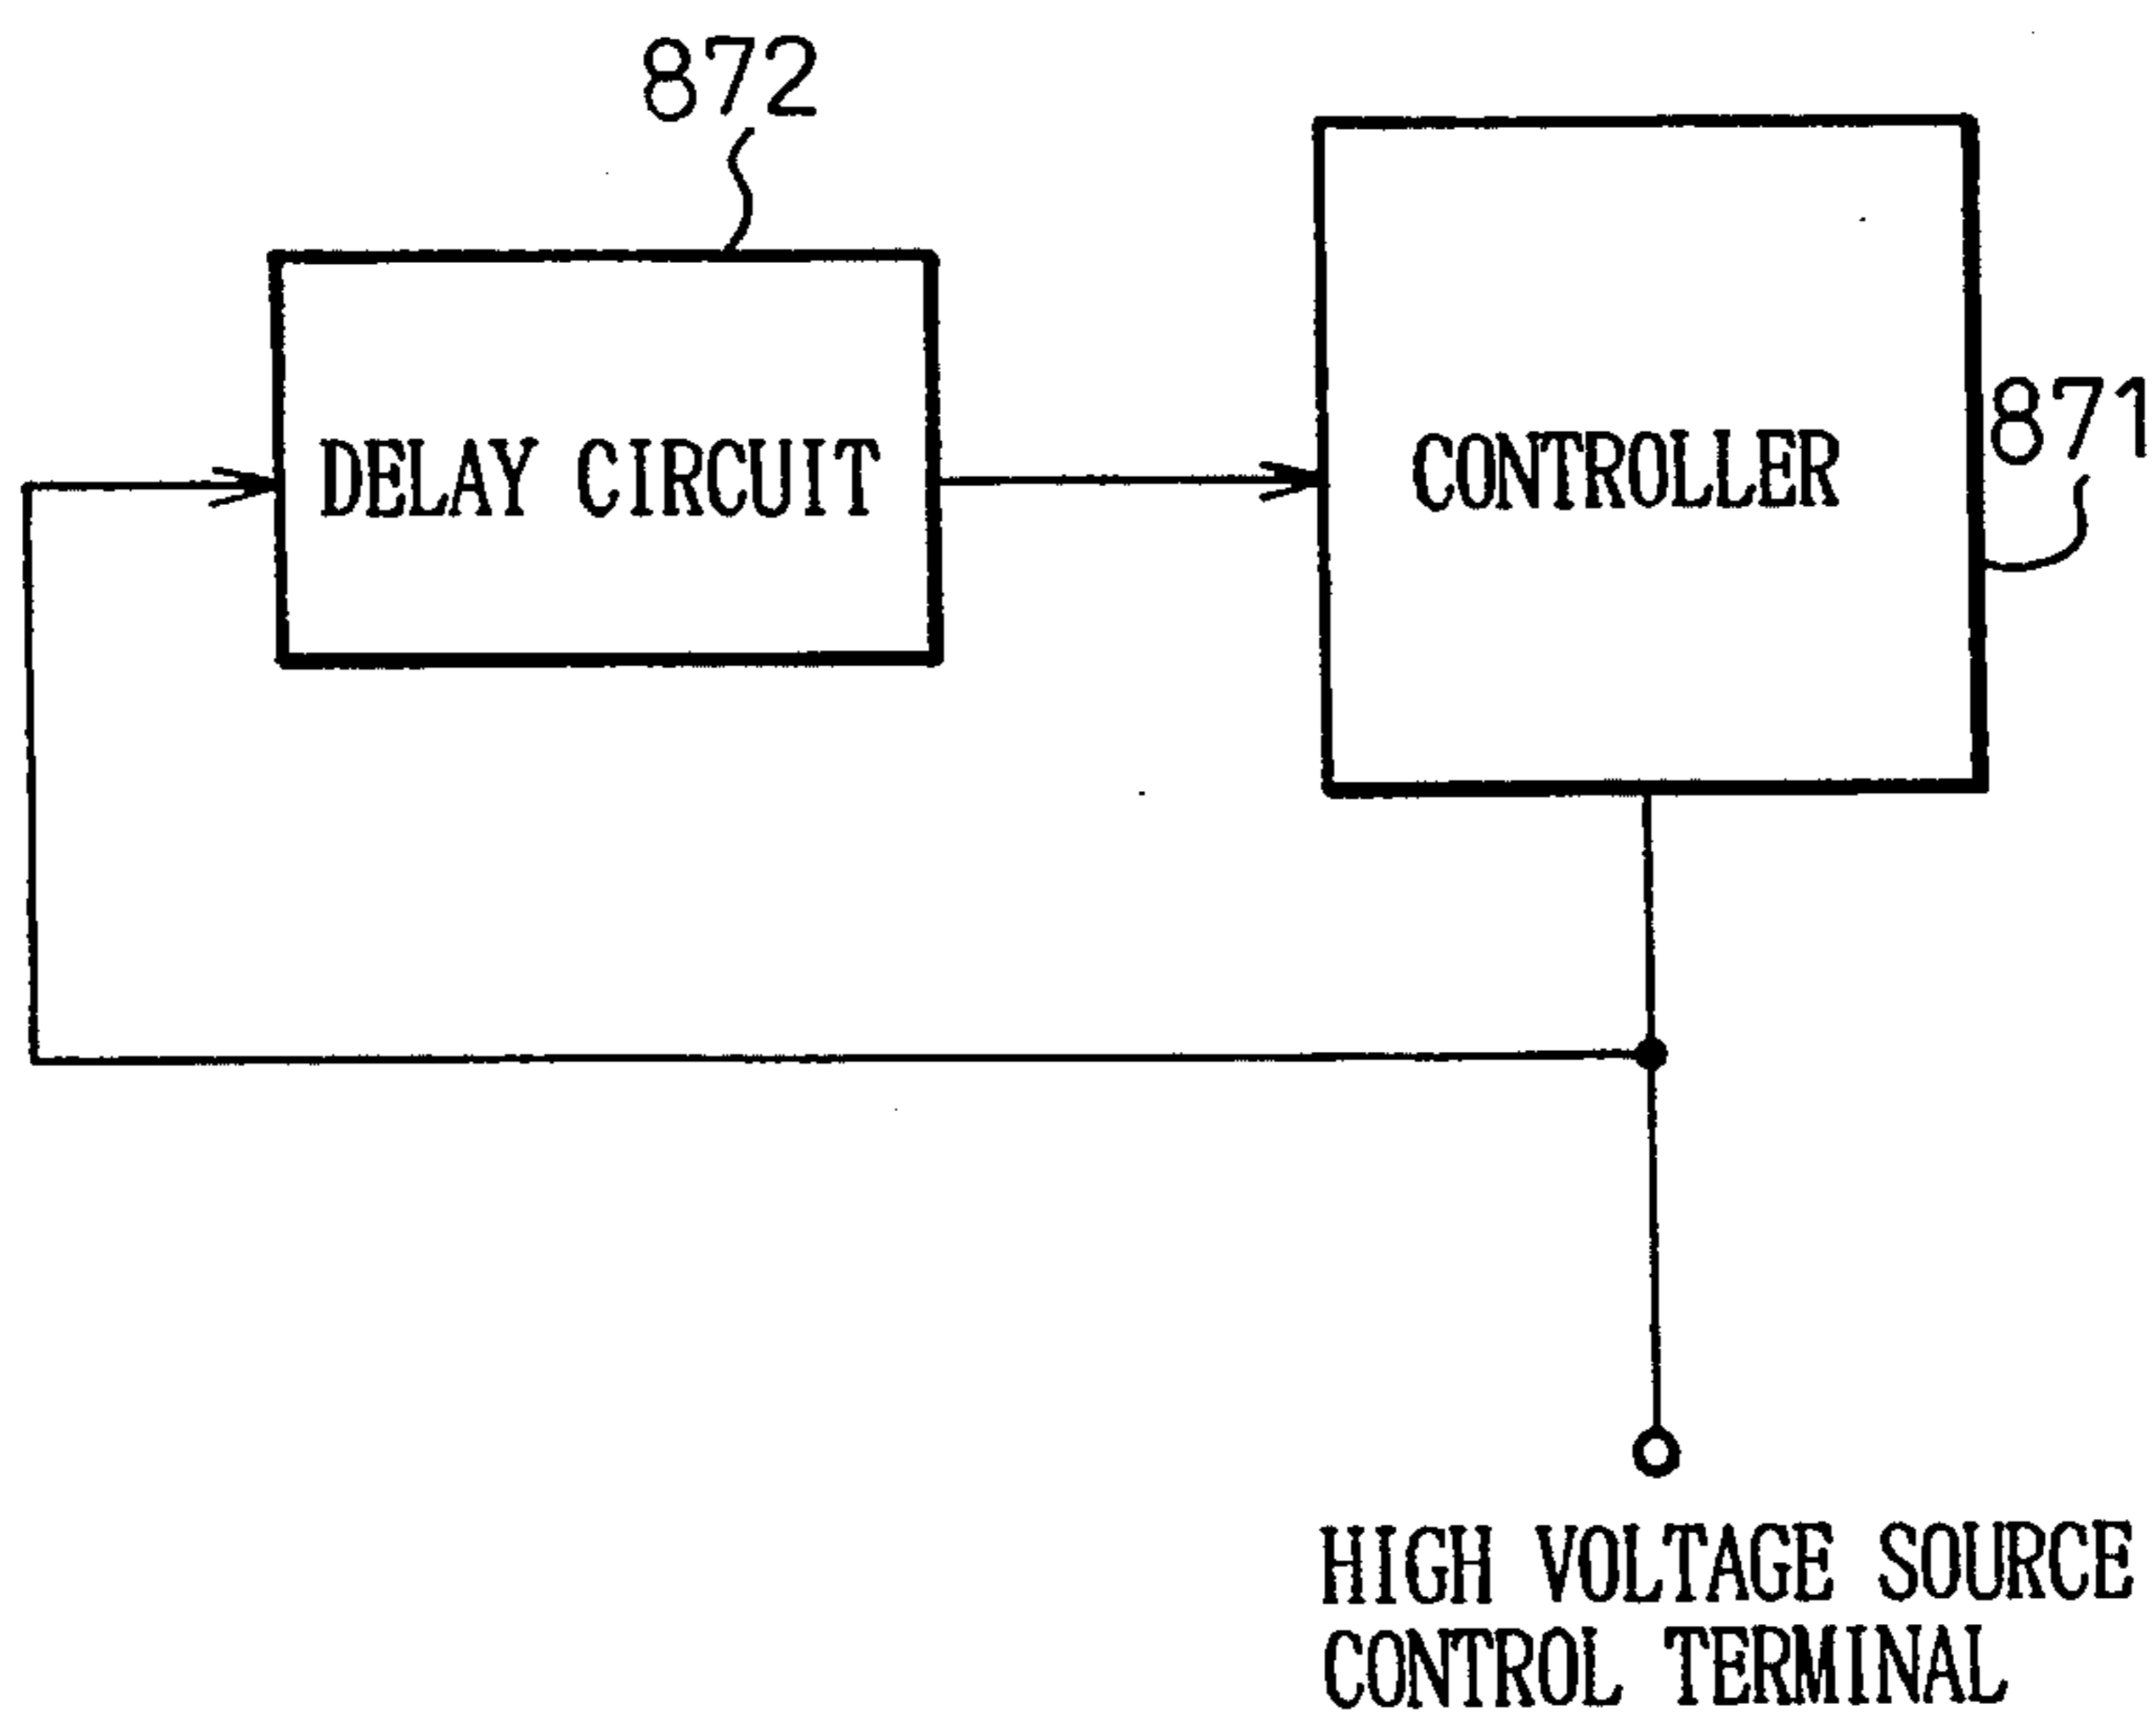 872
DELAY CIRCUIT
CONTROLLER
871
HIGH VOLTAGE SOURCE
CONTROL TERMINAL